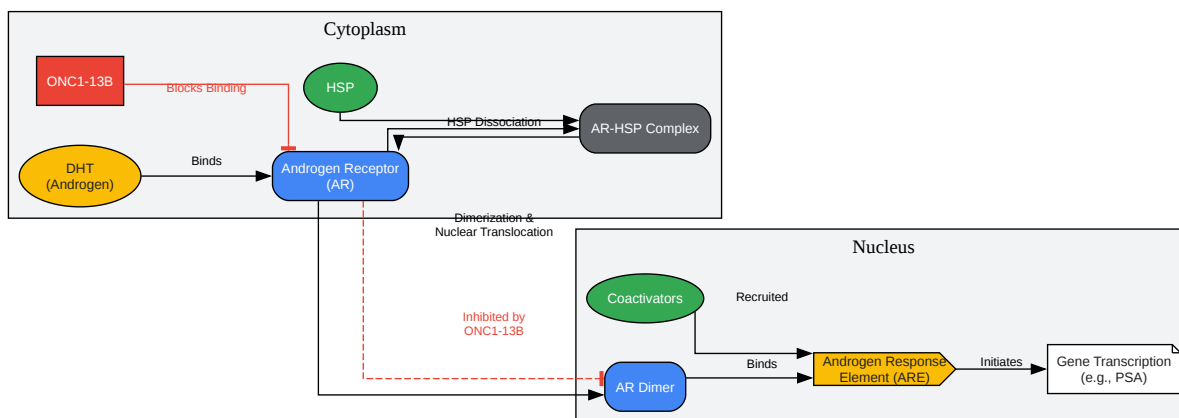 Cytoplasm
ONC1-13B
Blocks Binding
HSP
HSP Dissociation
AR-HSP Complex
DHT
(Androgen)
Binds
Androgen Receptor
(AR)
Dimerization &
Nuclear Translocation
Nucleus
Coactivators
Recruited
Inhibited by
ONC1-13B
AR Dimer
Binds
Androgen Response
Element (ARE)
Initiates
Gene Transcription
(e.g., PSA)